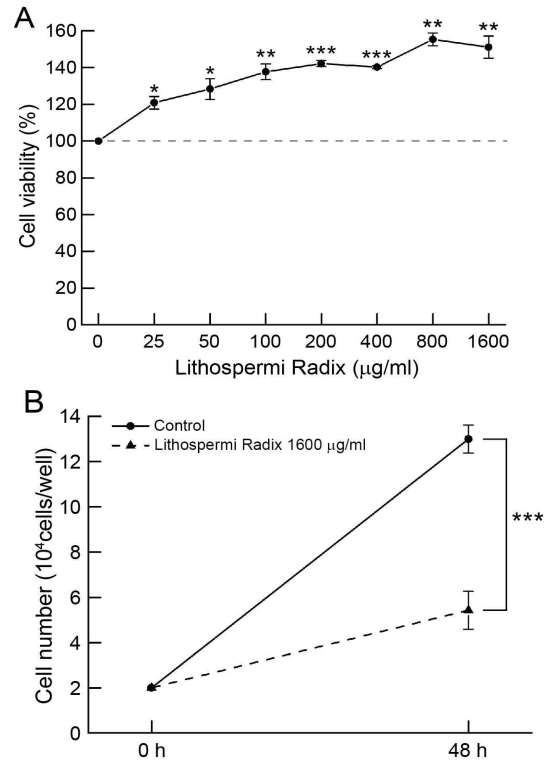 A
Cell viability (%)
160
140
120
100
80
60
40
20
0
* * ** *** *** ** **
0 25 50 100 200 400 800 1600
Lithospermi Radix (μg/ml)
B
Cell number (10⁴cells/well)
14
12
10
8
6
4
2
0
Control
Lithospermi Radix 1600 μg/ml
***
0 h 48 h